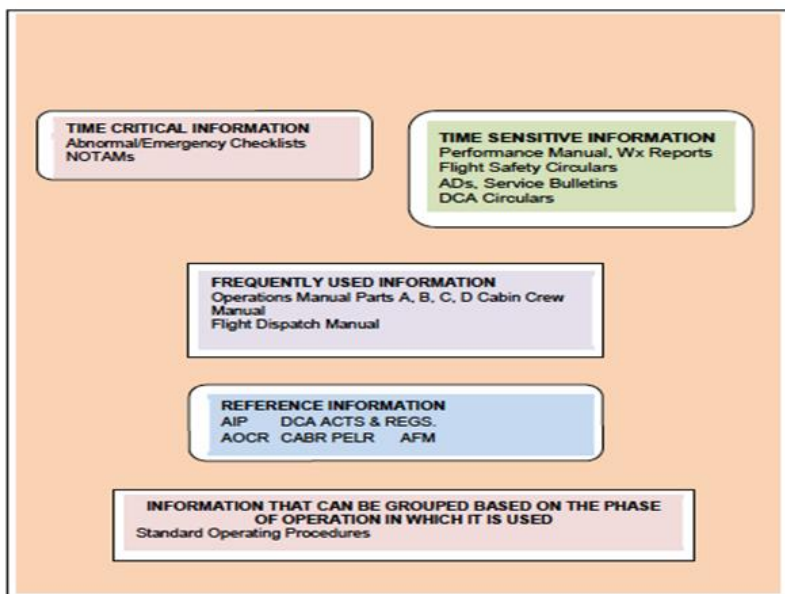 TIME CRITICAL INFORMATION
Abnormal/Emergency Checklists
NOTAMs
TIME SENSITIVE INFORMATION
Performance Manual, Wx Reports
Flight Safety Circulars
ADs, Service Bulletins
DCA Circulars
FREQUENTLY USED INFORMATION
Operations Manual Parts A, B, C, D Cabin Crew
Manual
Flight Dispatch Manual
REFERENCE INFORMATION
AIP DCA ACTS & REGS.
AOCR CABR PELR AFM
INFORMATION THAT CAN BE GROUPED BASED ON THE PHASE
OF OPERATION IN WHICH IT IS USED
Standard Operating Procedures